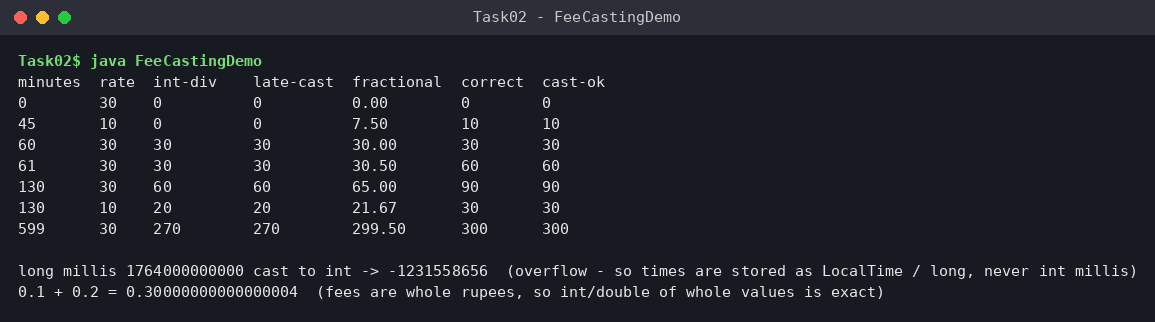 Task02 - FeeCastingDemo
Task02$ java FeeCastingDemo
minutes  rate  int-div    late-cast  fractional  correct  cast-ok
0        30    0          0          0.00        0        0
45       10    0          0          7.50        10       10
60       30    30         30         30.00       30       30
61       30    30         30         30.50       60       60
130      30    60         60         65.00       90       90
130      10    20         20         21.67       30       30
599      30    270        270        299.50      300      300
long millis 1764000000000 cast to int -> -1231558656  (overflow - so times are stored as LocalTime / long, never int millis)
0.1 + 0.2 = 0.30000000000000004  (fees are whole rupees, so int/double of whole values is exact)